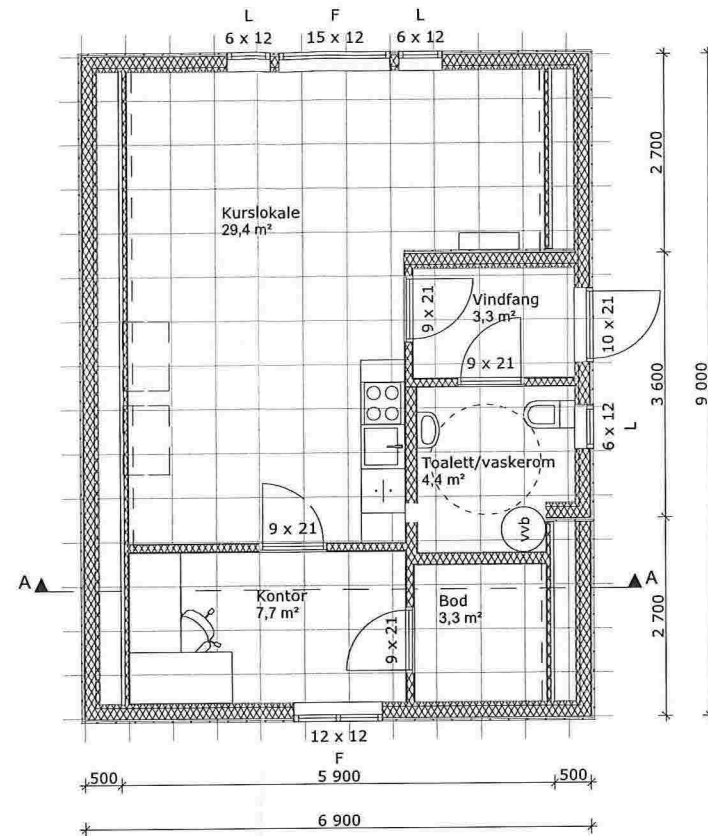 L F L
6 x 12 15 x 12 6 x 12
2 700
Kurslokale
29,4 m²
Vindfang
3,3 m²
9 x 21
10 x 21
9 x 21
3 600
9 000
6 x 12
L
Toalett/vaskerom
4,4 m²
vvb
9 x 21
A A
Kontor
7,7 m²
Bod
3,3 m²
9 x 21
2 700
12 x 12
F
500 5 900 500
6 900